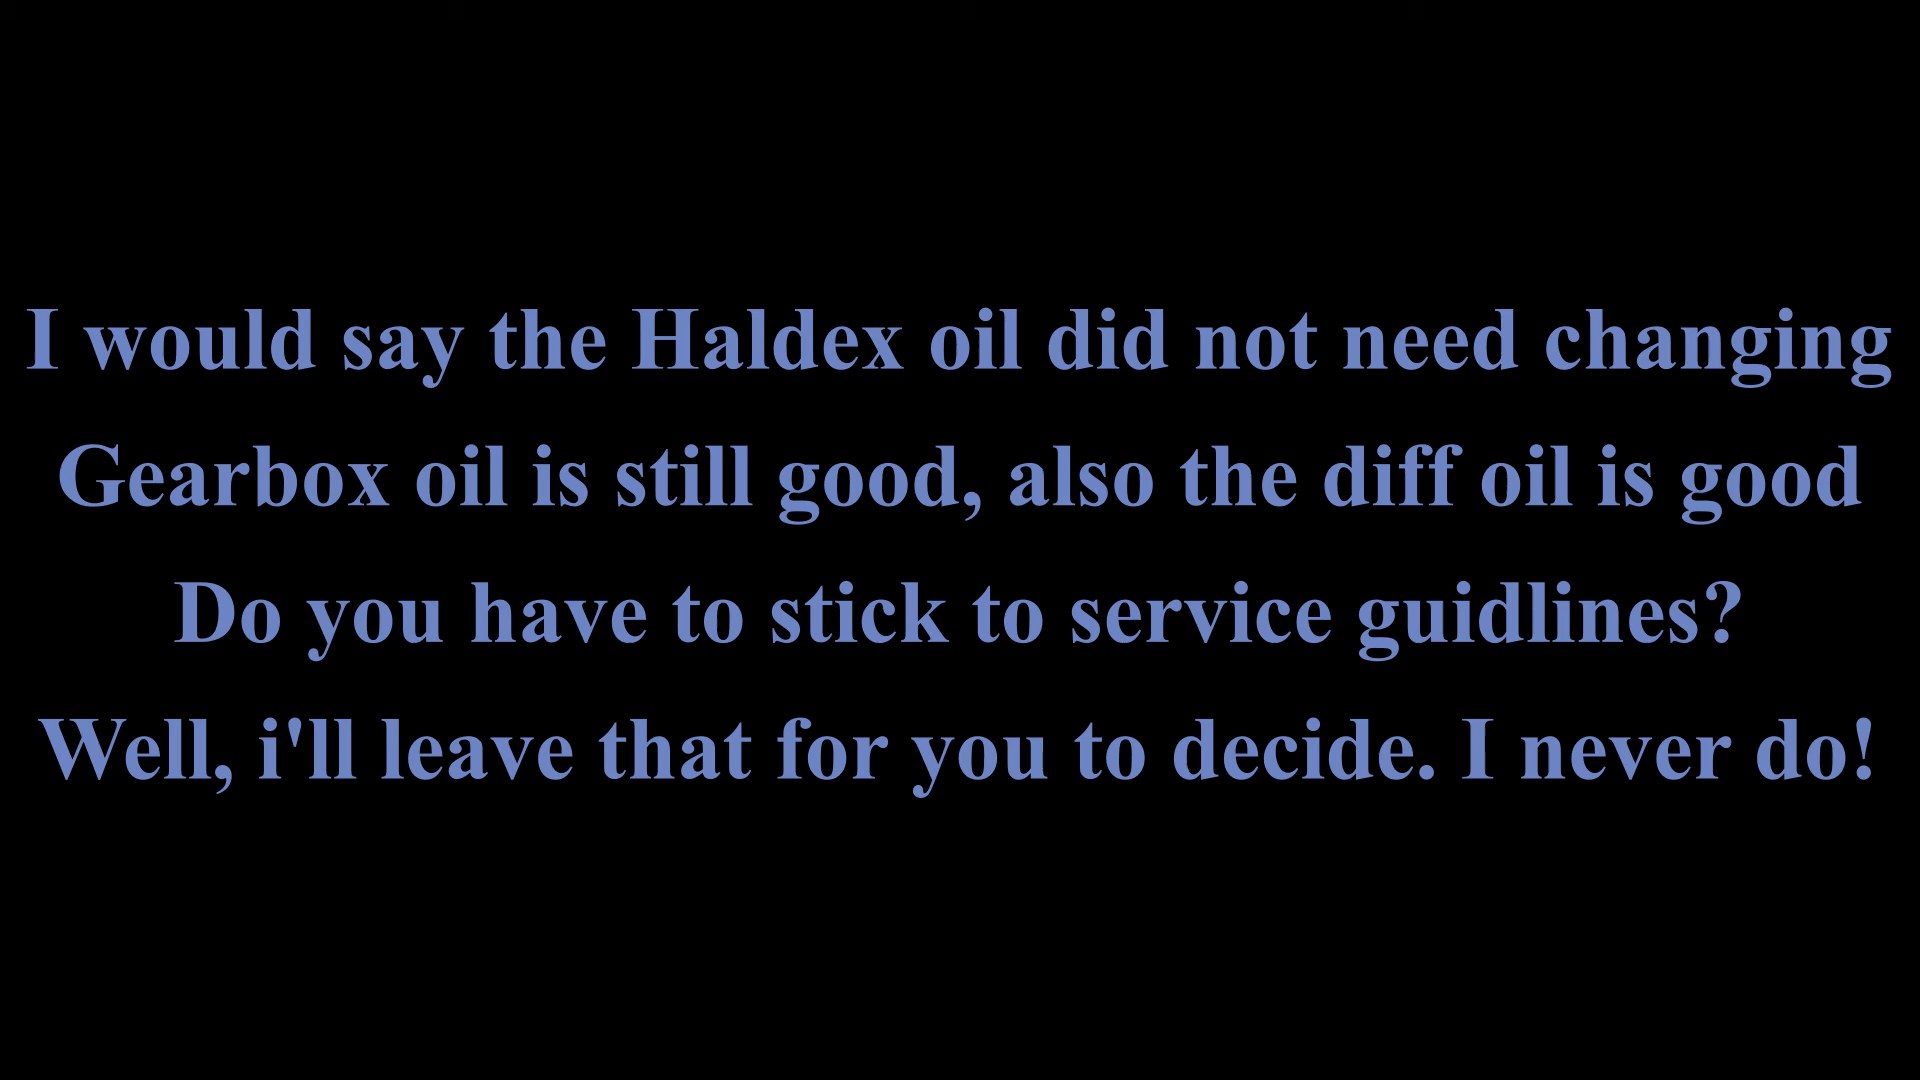 I would say the Haldex oil did not need changing
Gearbox oil is still good, also the diff oil is good
Do you have to stick to service guidlines?
Well, i'll leave that for you to decide. I never do!